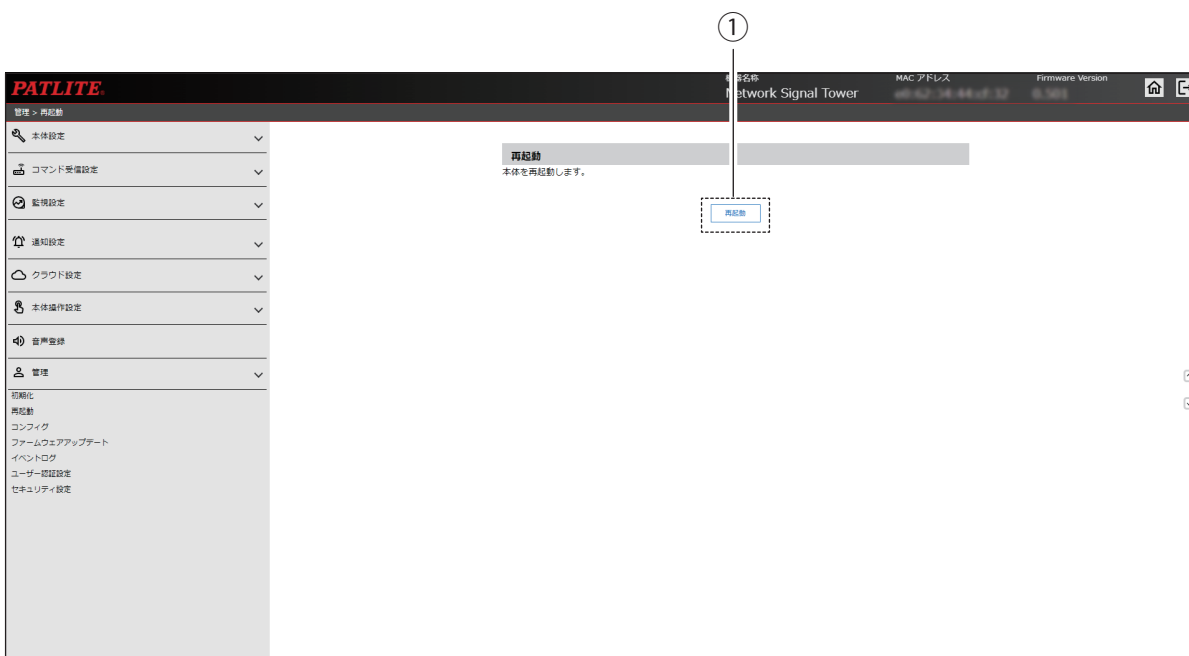 ①
PATLITE®
機器名称
MAC アドレス
Firmware Version
Network Signal Tower
管理 > 再起動
本体設定
コマンド受信設定
監視設定
通知設定
クラウド設定
本体操作設定
音声登録
管理
初期化
再起動
コンフィグ
ファームウェアアップデート
イベントログ
ユーザー認証設定
セキュリティ設定
再起動
本体を再起動します。
再起動